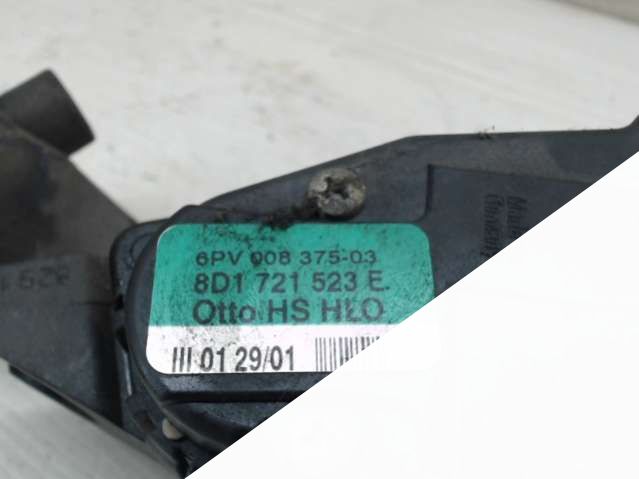 6PV 008 375-03
8D1 721 523 E.
Otto HS HLO
III 01 29/01